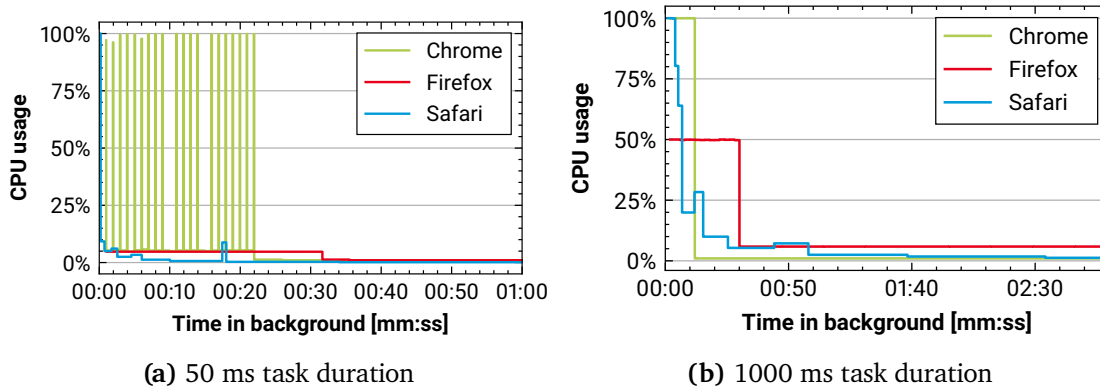 100%
75%
50%
25%
0%
CPU usage
Chrome
Firefox
Safari
00:00 00:10 00:20 00:30 00:40 00:50 01:00
Time in background [mm:ss]
(a) 50 ms task duration
100%
75%
50%
25%
0%
CPU usage
Chrome
Firefox
Safari
00:00 00:50 01:40 02:30
Time in background [mm:ss]
(b) 1000 ms task duration